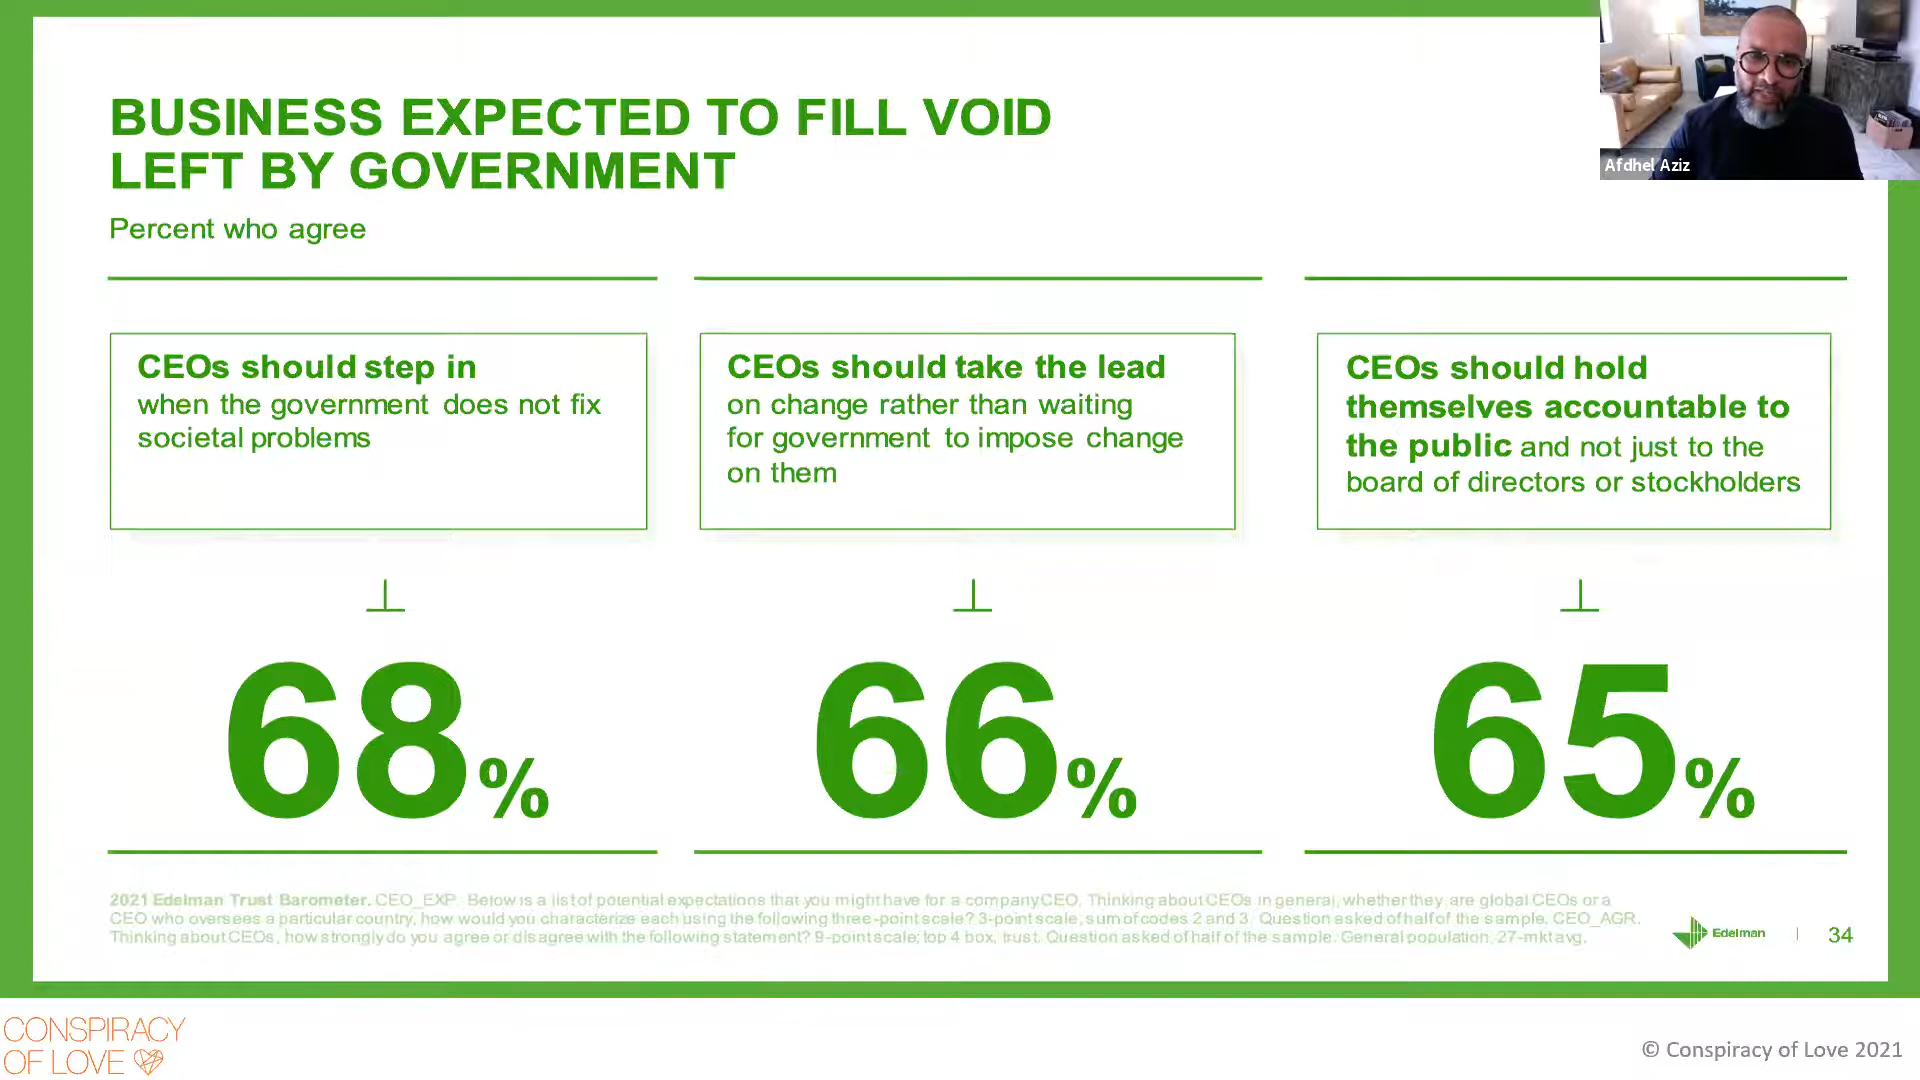 BUSINESS EXPECTED TO FILL VOID
LEFT BY GOVERNMENT
Percent who agree
Afdhel Aziz
CEOs should step in
when the government does not fix
societal problems
68%
CEOs should take the lead
on change rather than waiting
for government to impose change
on them
66%
CEOs should hold
themselves accountable to
the public and not just to the
board of directors or stockholders
65%
2021 Edelman Trust Barometer. CEO_EXP. Below is a list of potential expectations that you might have for a company CEO. Thinking about CEOs in general, whether they are global CEOs or a
CEO who oversees a particular country, how would you characterize each using the following three-point scale? 3-point scale; sum of codes 2 and 3. Question asked of half of the sample. CEO_AGR.
Thinking about CEOs, how strongly do you agree or disagree with the following statement? 9-point scale; top 4 box, trust. Question asked of half of the sample. General population, 27-mkt avg.
Edelman | 34
CONSPIRACY
OF LOVE
© Conspiracy of Love 2021